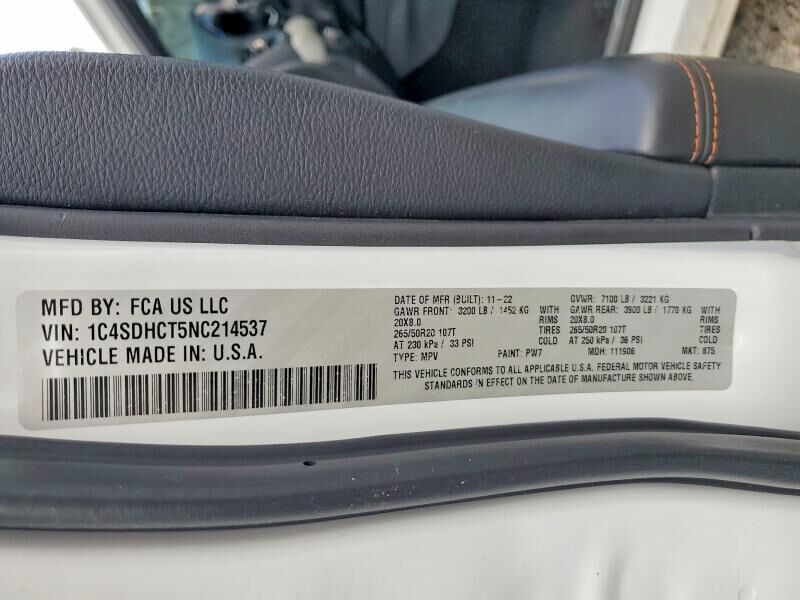 MFD BY: FCA US LLC
VIN: 1C4SDHCT5NC214537
VEHICLE MADE IN: U.S.A.
DATE OF MFR (BUILT): 11-22
GAWR FRONT: 3200 LB / 1452 KG
20X8.0
265/50R20 107T
AT 230 kPa / 33 PSI
TYPE: MPV
WITH
RIMS
TIRES
COLD
PAINT: PW7
GVWR: 7100 LB / 3221 KG
GAWR REAR: 3900 LB / 1770 KG
20X8.0
265/50R20 107T
AT 250 kPa / 36 PSI
MDH: 111906
WITH
RIMS
TIRES
COLD
MKT: 875
THIS VEHICLE CONFORMS TO ALL APPLICABLE U.S.A. FEDERAL MOTOR VEHICLE SAFETY
STANDARDS IN EFFECT ON THE DATE OF MANUFACTURE SHOWN ABOVE.